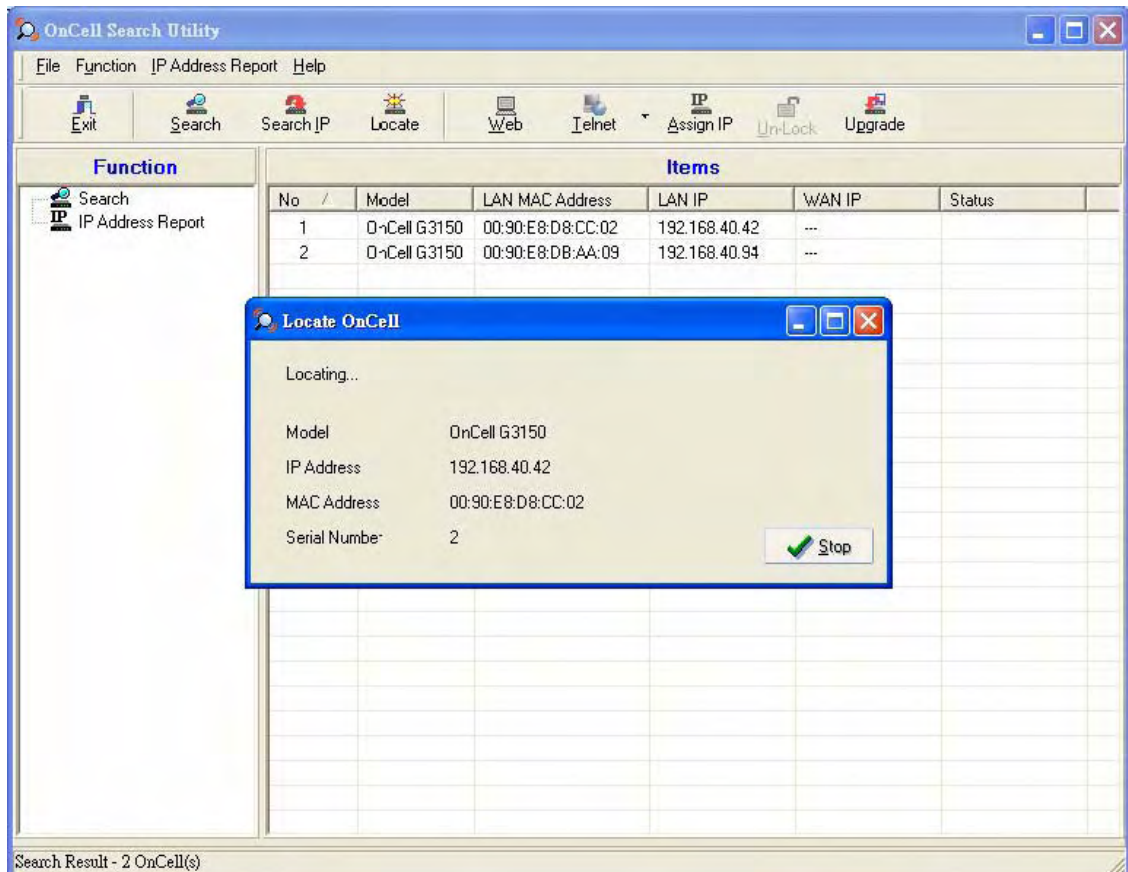 OnCell Search Utility
File Function IP Address Report Help
Exit Search Search IP Locate Web Telnet Assign IP Un-Lock Upgrade
Function
Items
Search
IP IP Address Report
No / Model LAN MAC Address LAN IP WAN IP Status
1 OnCell G3150 00:90:E8:D8:CC:02 192.168.40.42 ---
2 OnCell G3150 00:90:E8:DB:AA:09 192.168.40.94 ---
Locate OnCell
Locating...
Model OnCell G3150
IP Address 192.168.40.42
MAC Address 00:90:E8:D8:CC:02
Serial Number 2
Stop
Search Result - 2 OnCell(s)